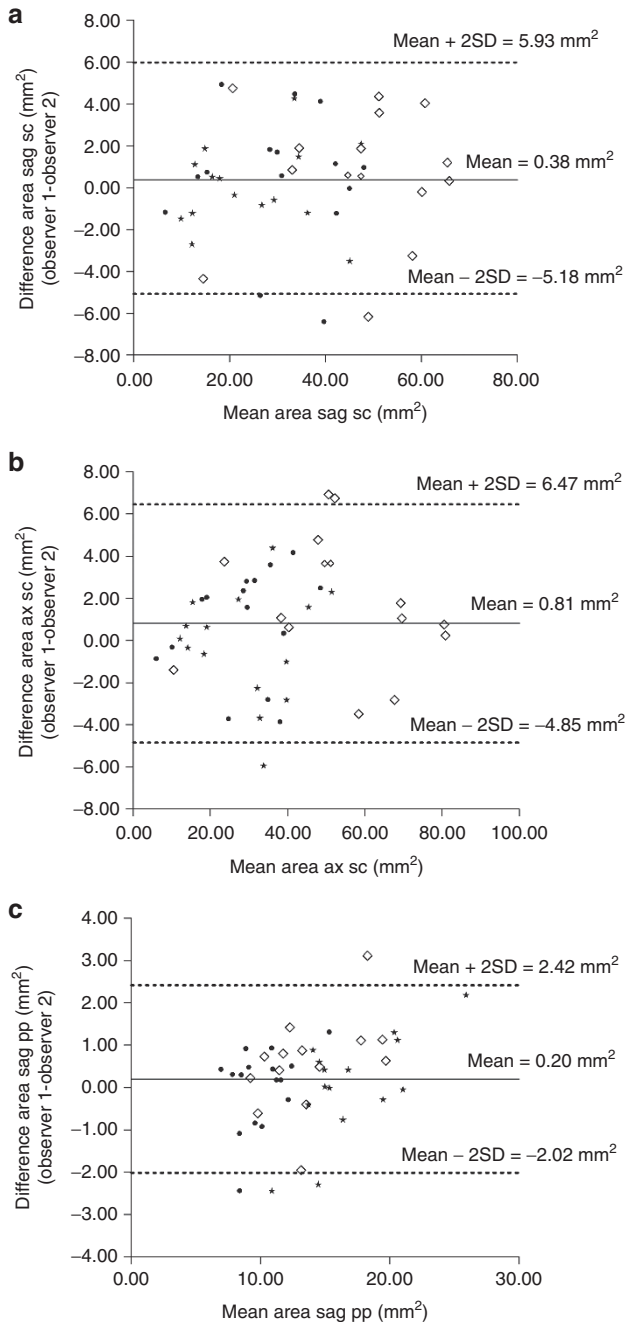 a
Mean + 2SD = 5.93 mm²
Mean = 0.38 mm²
Mean – 2SD = –5.18 mm²
Difference area sag sc (mm²)
(observer 1-observer 2)
8.00
6.00
4.00
2.00
0.00
–2.00
–4.00
–6.00
–8.00
0.00 20.00 40.00 60.00 80.00
Mean area sag sc (mm²)
b
Mean + 2SD = 6.47 mm²
Mean = 0.81 mm²
Mean – 2SD = –4.85 mm²
Difference area ax sc (mm²)
(observer 1-observer 2)
8.00
6.00
4.00
2.00
0.00
–2.00
–4.00
–6.00
–8.00
0.00 20.00 40.00 60.00 80.00 100.00
Mean area ax sc (mm²)
c
Mean + 2SD = 2.42 mm²
Mean = 0.20 mm²
Mean – 2SD = –2.02 mm²
Difference area sag pp (mm²)
(observer 1-observer 2)
4.00
3.00
2.00
1.00
0.00
–1.00
–2.00
–3.00
–4.00
0.00 10.00 20.00 30.00
Mean area sag pp (mm²)